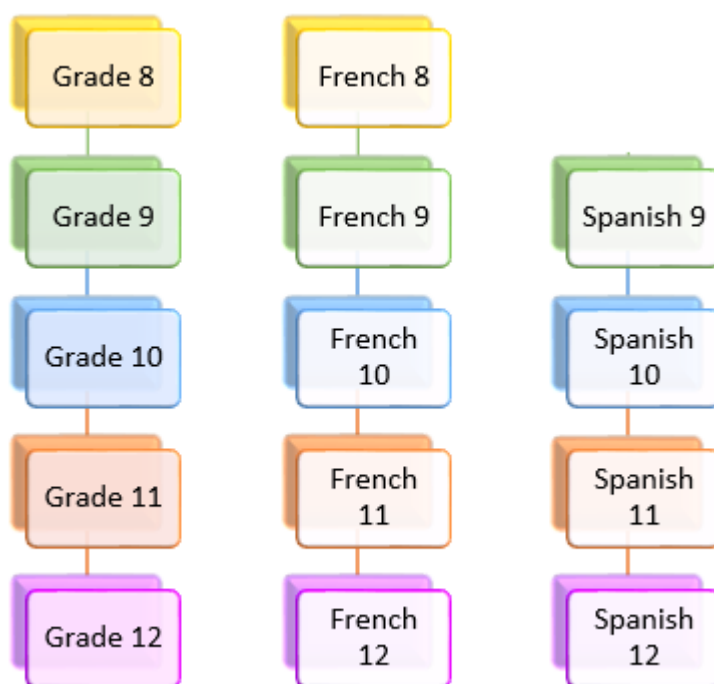 Grade 8
French 8
Grade 9
French 9
Spanish 9
Grade 10
French
10
Spanish
10
Grade 11
French
11
Spanish
11
Grade 12
French
12
Spanish
12